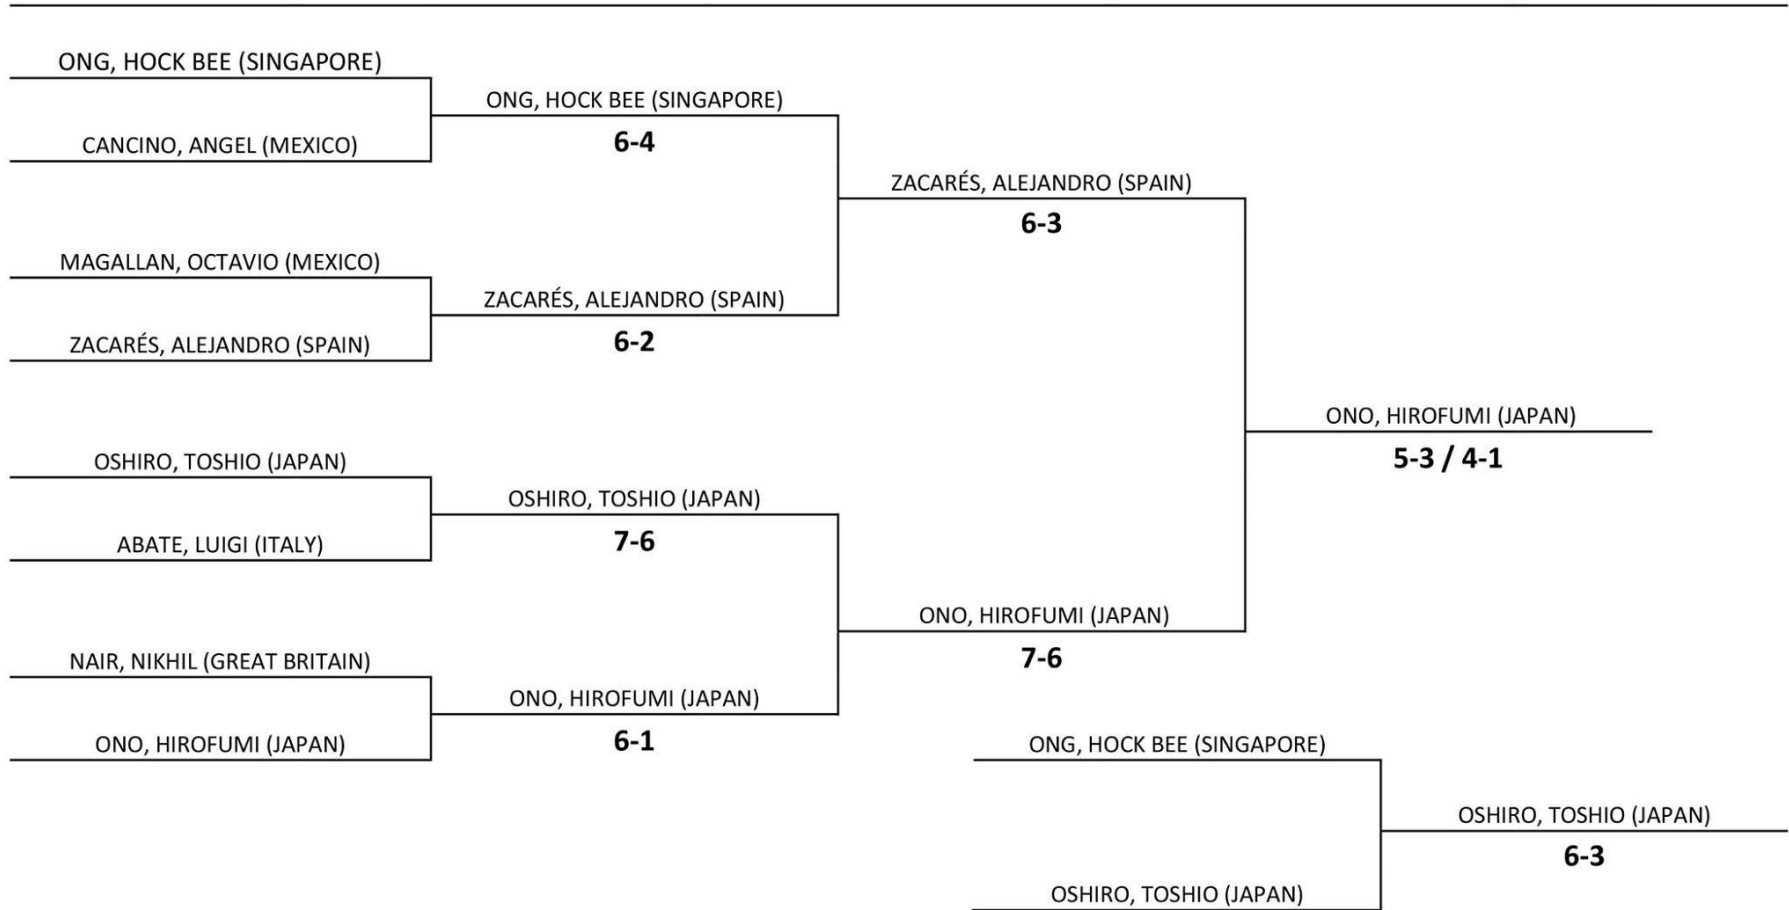 ONG, HOCK BEE (SINGAPORE)
CANCINO, ANGEL (MEXICO)
MAGALLAN, OCTAVIO (MEXICO)
ZACARÉS, ALEJANDRO (SPAIN)
OSHIRO, TOSHIO (JAPAN)
ABATE, LUIGI (ITALY)
NAIR, NIKHIL (GREAT BRITAIN)
ONO, HIROFUMI (JAPAN)
ONG, HOCK BEE (SINGAPORE)
6-4
ZACARÉS, ALEJANDRO (SPAIN)
6-2
OSHIRO, TOSHIO (JAPAN)
7-6
ONO, HIROFUMI (JAPAN)
6-1
ZACARÉS, ALEJANDRO (SPAIN)
6-3
ONO, HIROFUMI (JAPAN)
7-6
ONO, HIROFUMI (JAPAN)
5-3 / 4-1
ONG, HOCK BEE (SINGAPORE)
OSHIRO, TOSHIO (JAPAN)
OSHIRO, TOSHIO (JAPAN)
6-3